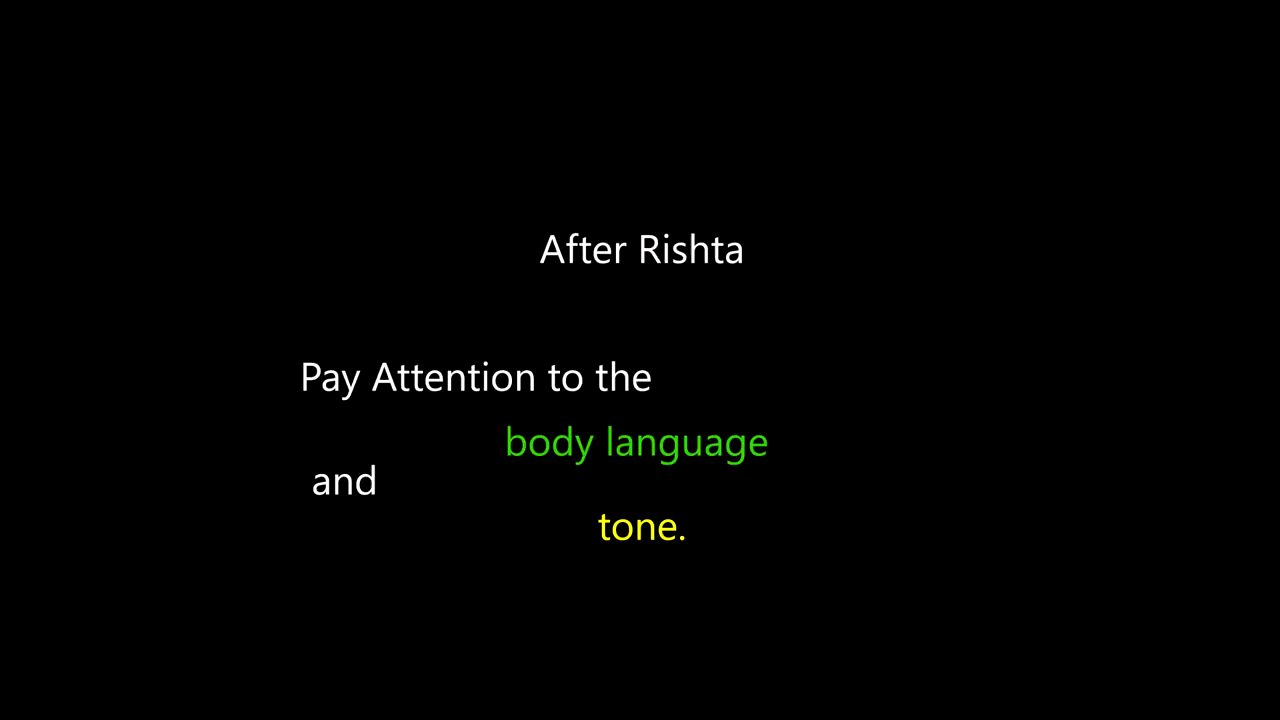 After Rishta
Pay Attention to the
body language
and
tone.